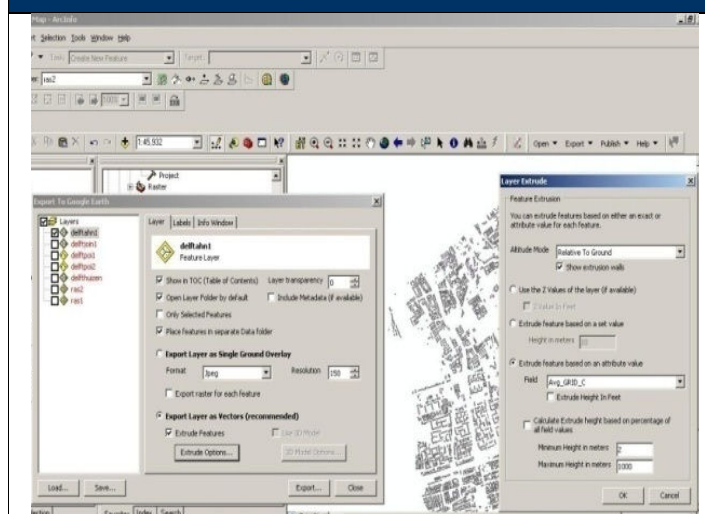 Map - ArcInfo
Selection Tools Window Help
Task: Create New Feature Target:
ras2
100%
1:45,932
Open Export Publish Help
Project
Raster
Export To Google Earth
Layers
delftahn1
delftpoi1
delftpoi2
delfthuizen
ras2
ras1
Layer Labels Info Window
delftahn1
Feature Layer
Show in TOC (Table of Contents) Layer transparency 0
Open Layer Folder by default Include Metadata (if available)
Only Selected Features
Place features in separate Data folder
Export Layer as Single Ground Overlay
Format Jpeg Resolution 150
Export raster for each feature
Export Layer as Vectors (recommended)
Extrude Features Use 3D Model
Extrude Options... 3D Model Options...
Load... Save... Export... Close
Layer Extrude
Feature Extrusion
You can extrude features based on either an exact or
attribute value for each feature.
Altitude Mode Relative To Ground
Show extrusion walls
Use the Z Values of the layer (if available)
Z Value In Feet
Extrude feature based on a set value
Height in meters
Extrude feature based on an attribute value
Field Avg_GRID_C
Extrude Height In Feet
Calculate Extrude height based on percentage of
all field values
Minimum Height in meters 2
Maximum Height in meters 1000
OK Cancel
Favorites Index Search